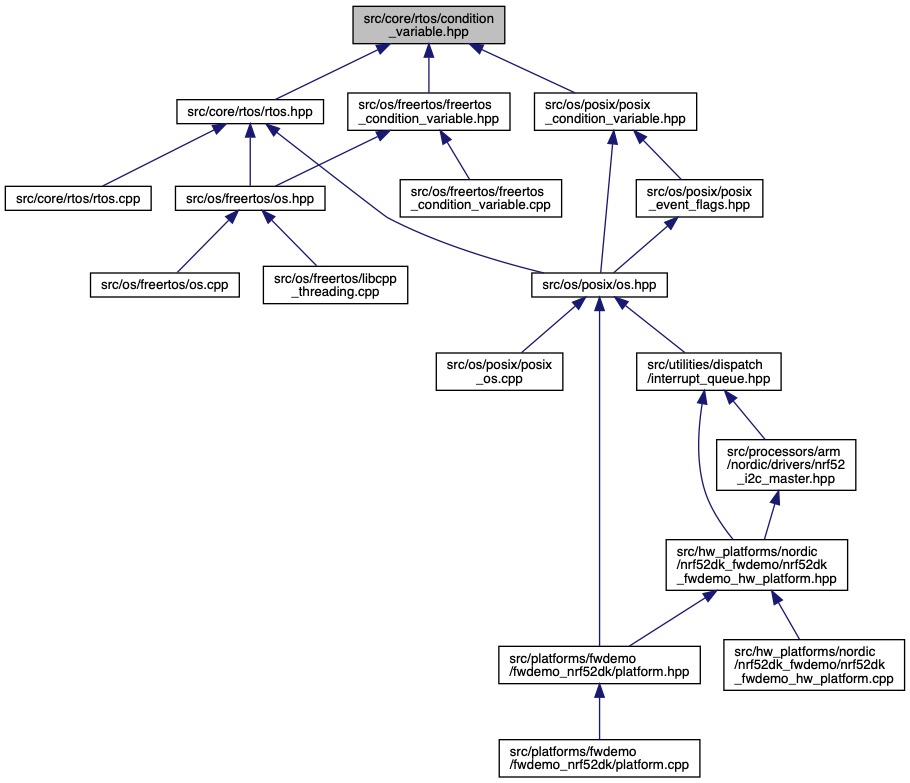 src/core/rtos/condition
_variable.hpp
src/core/rtos/rtos.hpp
src/os/freertos/freertos
_condition_variable.hpp
src/os/posix/posix
_condition_variable.hpp
src/core/rtos/rtos.cpp
src/os/freertos/os.hpp
src/os/freertos/freertos
_condition_variable.cpp
src/os/posix/posix
_event_flags.hpp
src/os/freertos/os.cpp
src/os/freertos/libcpp
_threading.cpp
src/os/posix/os.hpp
src/os/posix/posix
_os.cpp
src/utilities/dispatch
/interrupt_queue.hpp
src/processors/arm
/nordic/drivers/nrf52
_i2c_master.hpp
src/hw_platforms/nordic
/nrf52dk_fwdemo/nrf52dk
_fwdemo_hw_platform.hpp
src/platforms/fwdemo
/fwdemo_nrf52dk/platform.hpp
src/hw_platforms/nordic
/nrf52dk_fwdemo/nrf52dk
_fwdemo_hw_platform.cpp
src/platforms/fwdemo
/fwdemo_nrf52dk/platform.cpp